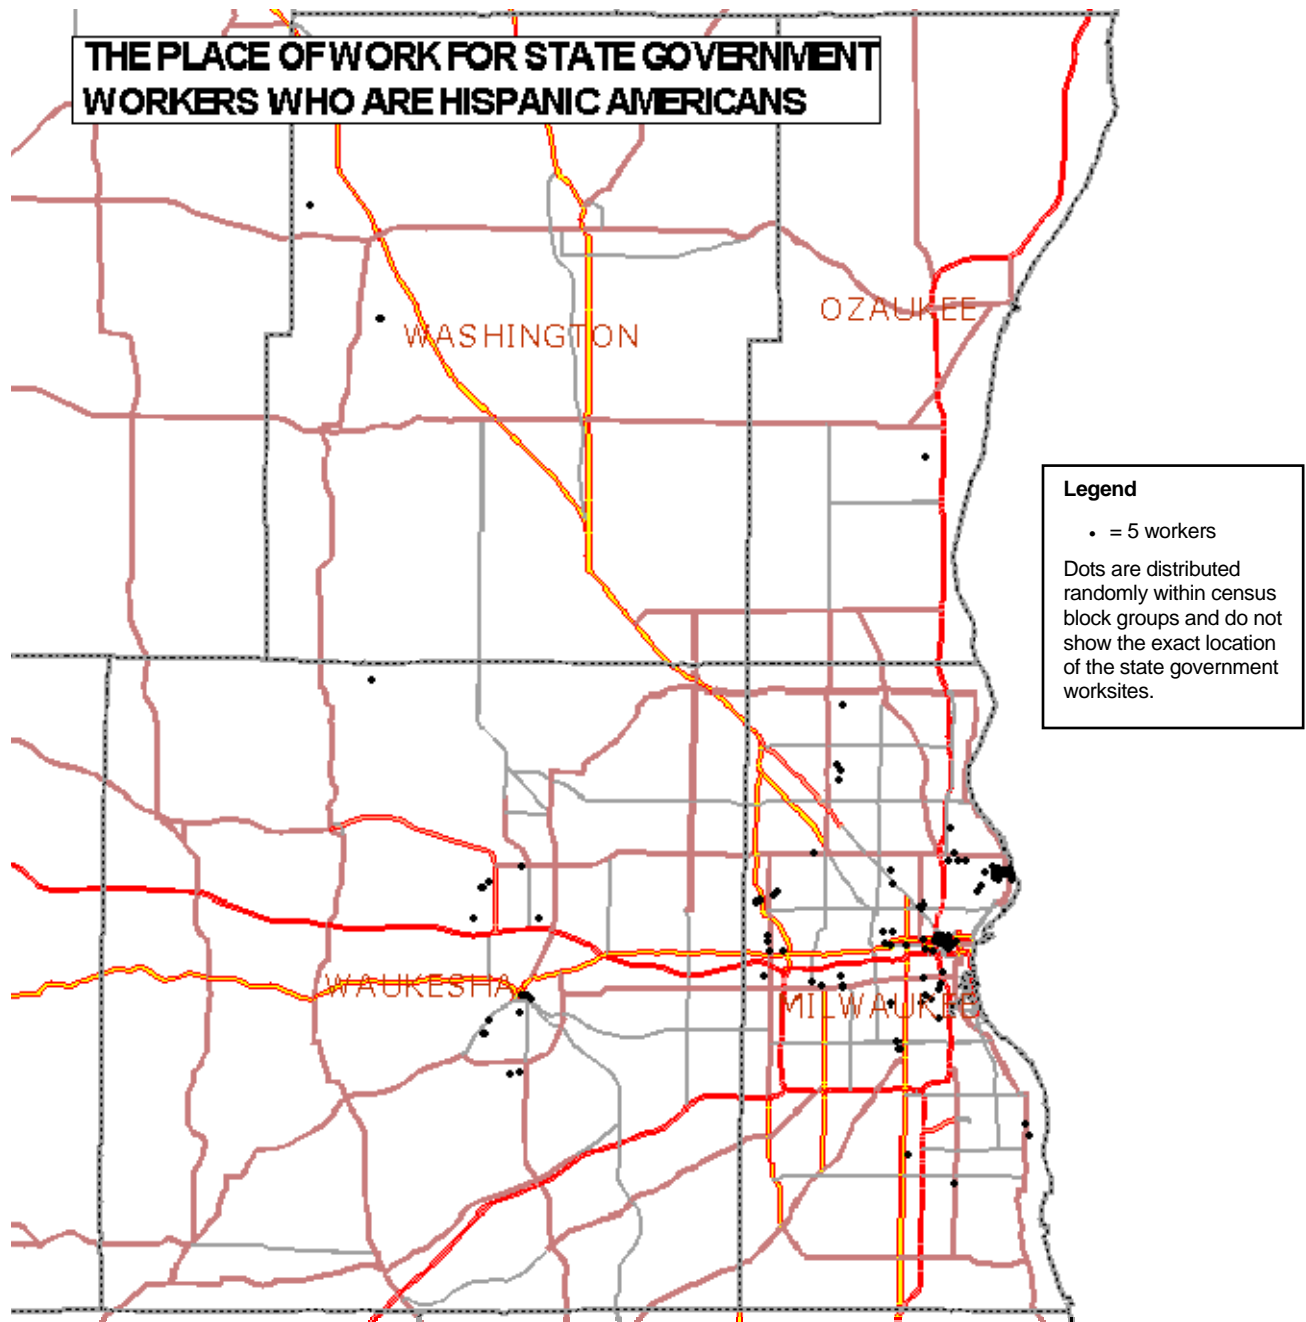 THE PLACE OF WORK FOR STATE GOVERNMENT
WORKERS WHO ARE HISPANIC AMERICANS
OZAUKEE
WASHINGTON
Legend
• = 5 workers
Dots are distributed
randomly within census
block groups and do not
show the exact location
of the state government
worksites.
WAUKESHA
MILWAUKEE